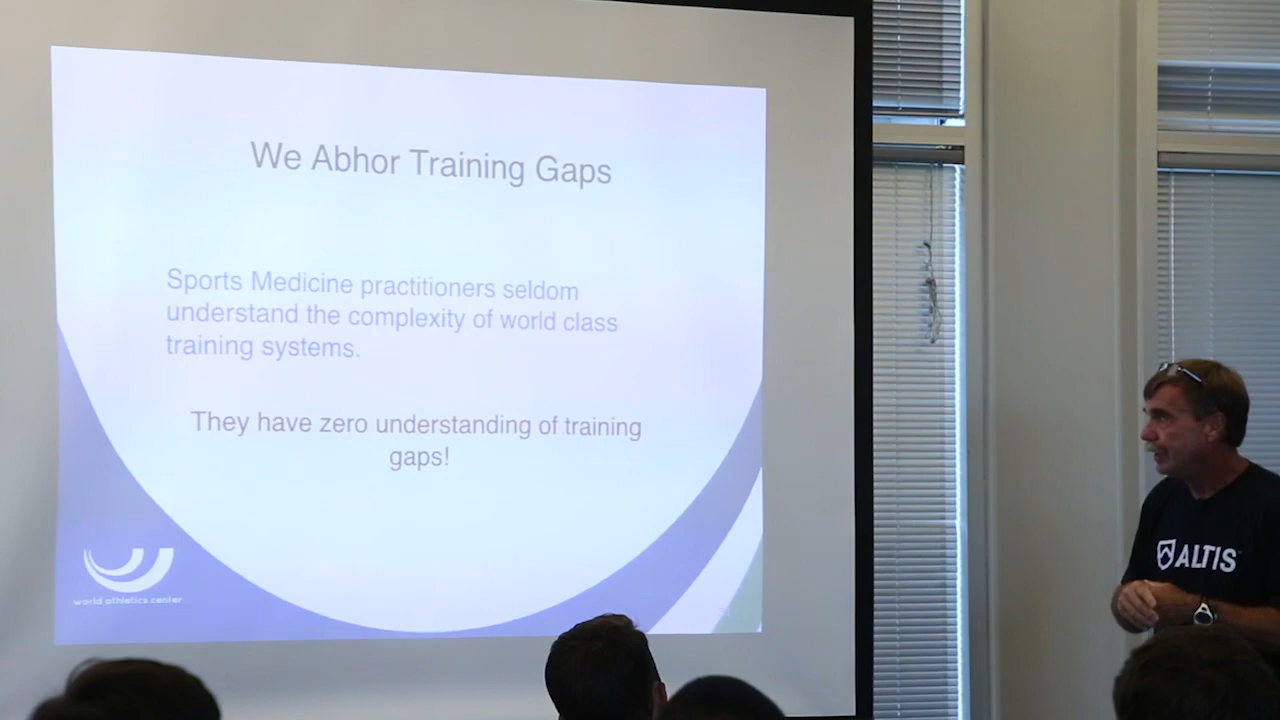 We Abhor Training Gaps
Sports Medicine practitioners seldom
understand the complexity of world class
training systems.
They have zero understanding of training
gaps!
world athletics center
ALTIS